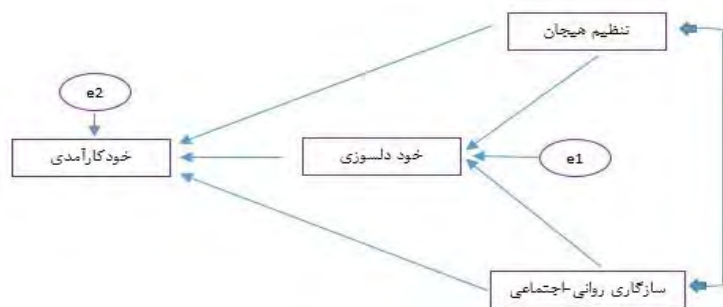 تنظیم هیجان
e2
خودکارآمدی
خود دلسوزی
e1
سازگاری روانی-اجتماعی